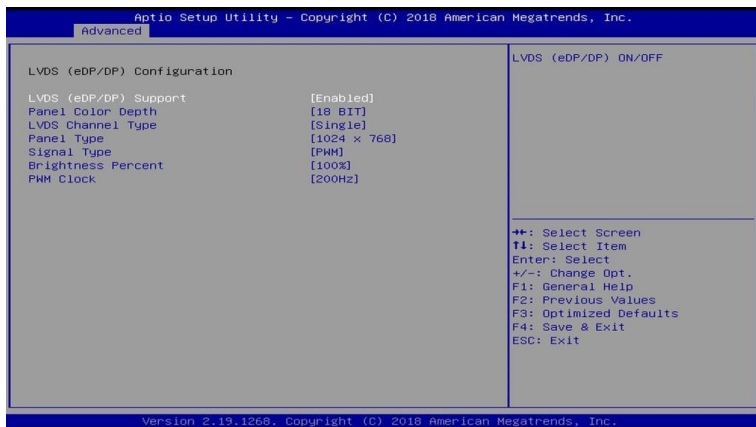 Aptio Setup Utility – Copyright (C) 2018 American Megatrends, Inc.
Advanced
LVDS (eDP/DP) Configuration
LVDS (eDP/DP) Support [Enabled]
Panel Color Depth [18 BIT]
LVDS Channel Type [Single]
Panel Type [1024 x 768]
Signal Type [PWM]
Brightness Percent [100%]
PWM Clock [200Hz]
LVDS (eDP/DP) ON/OFF
→←: Select Screen
↑↓: Select Item
Enter: Select
+/-: Change Opt.
F1: General Help
F2: Previous Values
F3: Optimized Defaults
F4: Save & Exit
ESC: Exit
Version 2.19.1268. Copyright (C) 2018 American Megatrends, Inc.